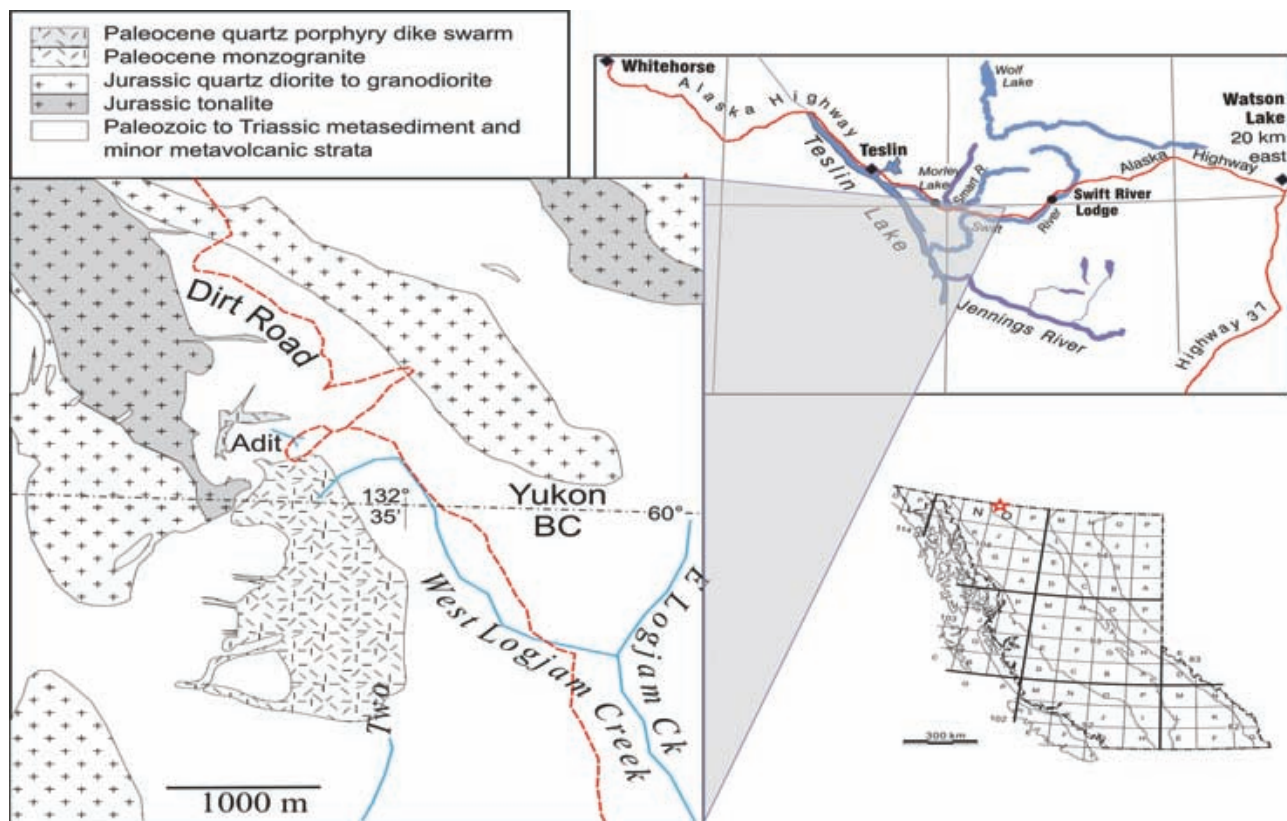 Paleocene quartz porphyry dike swarm
Paleocene monzogranite
Jurassic quartz diorite to granodiorite
Jurassic tonalite
Paleozoic to Triassic metasediment and
minor metavolcanic strata
Whitehorse
Alaska Highway
Wolf
Lake
Watson
Lake
20 km
east
Teslin
Teslin
Lake
Morley
Lake
Smart R.
Alaska
Highway
Swift River
Lodge
Swift
River
Jennings River
Highway 37
Dirt Road
Adit
132°
35'
Yukon
BC
60°
West Logjam Creek
E Logjam Ck
Two
1000 m
N O
300 km